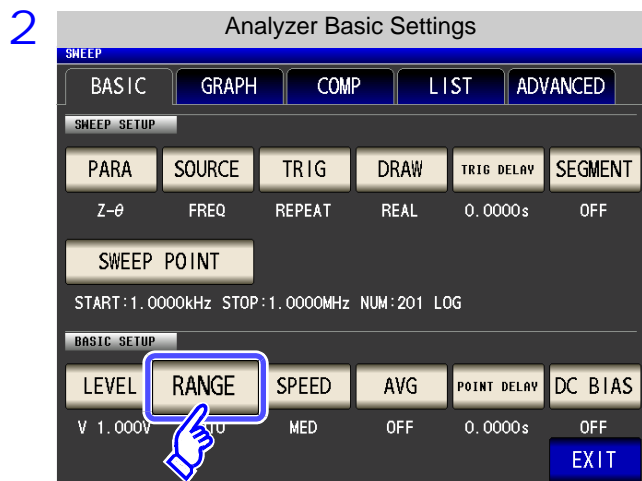 2
Analyzer Basic Settings
SWEEP
BASIC GRAPH COMP LIST ADVANCED
SWEEP SETUP
PARA SOURCE TRIG DRAW TRIG DELAY SEGMENT
Z-θ FREQ REPEAT REAL 0.0000s OFF
SWEEP POINT
START:1.0000kHz STOP:1.0000MHz NUM:201 LOG
BASIC SETUP
LEVEL RANGE SPEED AVG POINT DELAY DC BIAS
V 1.000V MED OFF 0.0000s OFF
EXIT